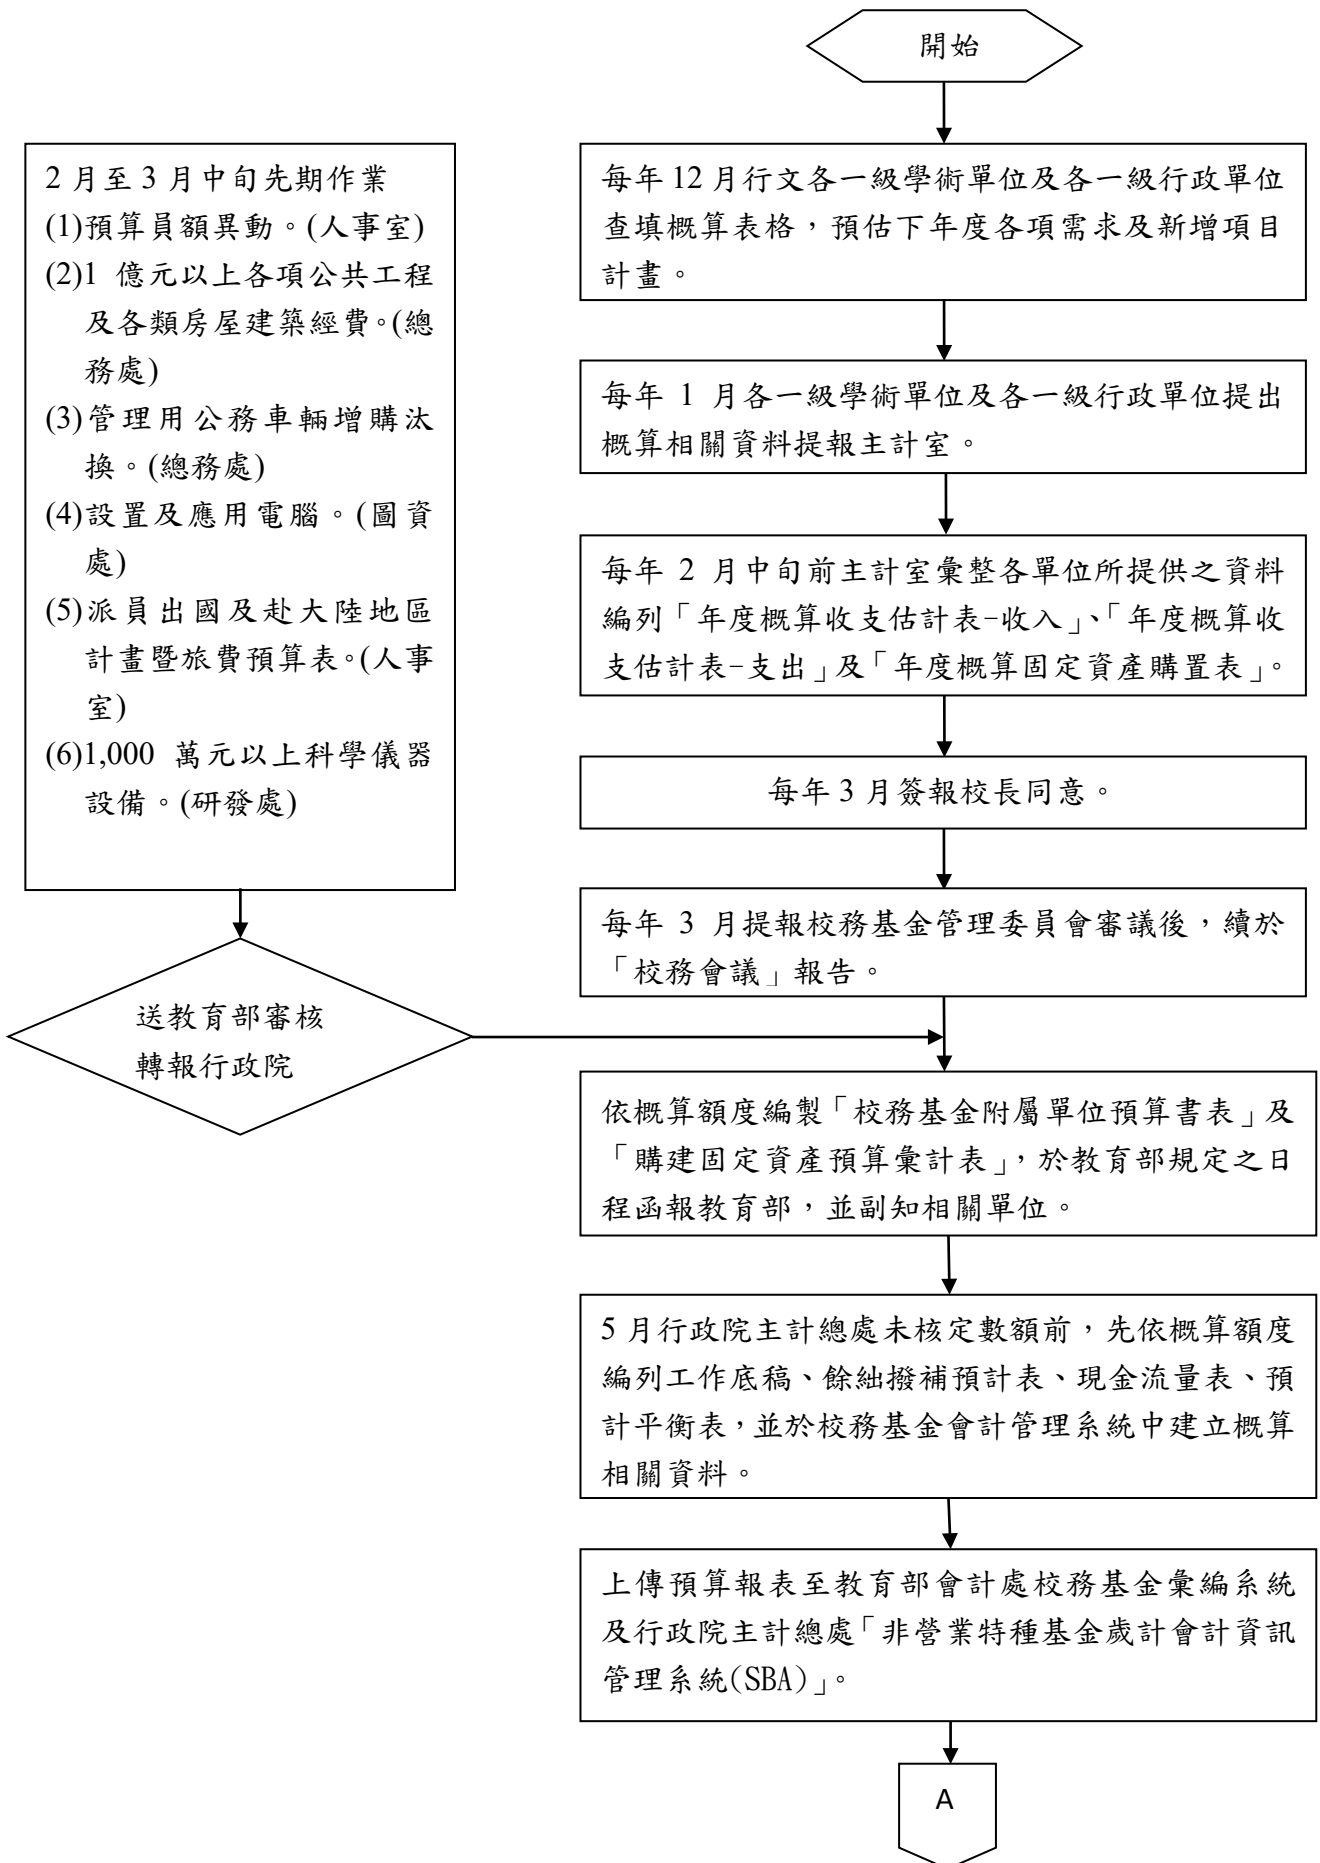 開始
2 月至 3 月中旬先期作業
(1)預算員額異動。(人事室)
(2)1 億元以上各項公共工程
及各類房屋建築經費。(總
務處)
(3)管理用公務車輛增購汰
換。(總務處)
(4)設置及應用電腦。(圖資
處)
(5)派員出國及赴大陸地區
計畫暨旅費預算表。(人事
室)
(6)1,000 萬元以上科學儀器
設備。(研發處)
送教育部審核
轉報行政院
每年 12 月行文各一級學術單位及各一級行政單位
查填概算表格，預估下年度各項需求及新增項目
計畫。
每年 1 月各一級學術單位及各一級行政單位提出
概算相關資料提報主計室。
每年 2 月中旬前主計室彙整各單位所提供之資料
編列「年度概算收支估計表-收入」、「年度概算收
支估計表-支出」及「年度概算固定資產購置表」。
每年 3 月簽報校長同意。
每年 3 月提報校務基金管理委員會審議後，續於
「校務會議」報告。
依概算額度編製「校務基金附屬單位預算書表」及
「購建固定資產預算彙計表」，於教育部規定之日
程函報教育部，並副知相關單位。
5 月行政院主計總處未核定數額前，先依概算額度
編列工作底稿、餘絀撥補預計表、現金流量表、預
計平衡表，並於校務基金會計管理系統中建立概算
相關資料。
上傳預算報表至教育部會計處校務基金彙編系統
及行政院主計總處「非營業特種基金歲計會計資訊
管理系統(SBA)」。
A